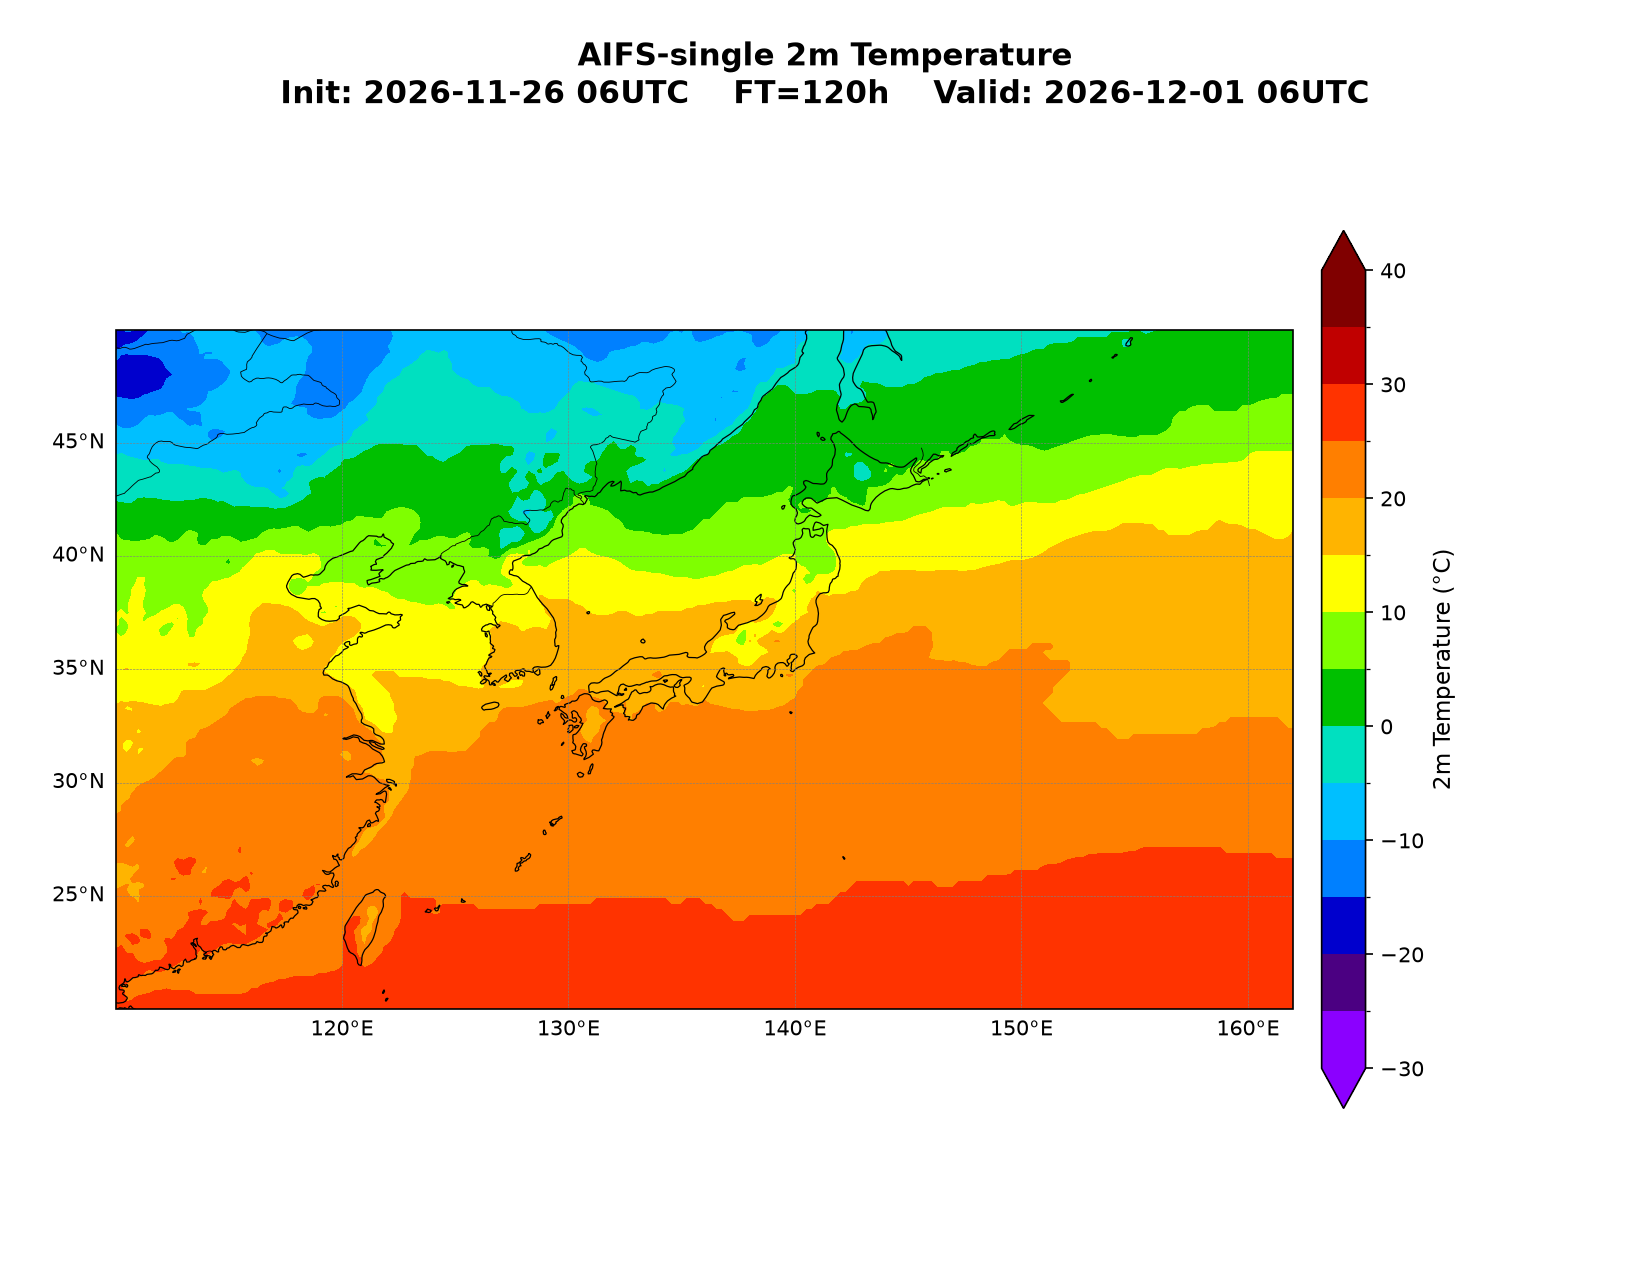 AIFS-single 2m Temperature
Init: 2026-11-26 06UTC    FT=120h    Valid: 2026-12-01 06UTC
40
30
20
10
0
−10
−20
−30
2m Temperature (°C)
45°N
40°N
35°N
30°N
25°N
120°E
130°E
140°E
150°E
160°E